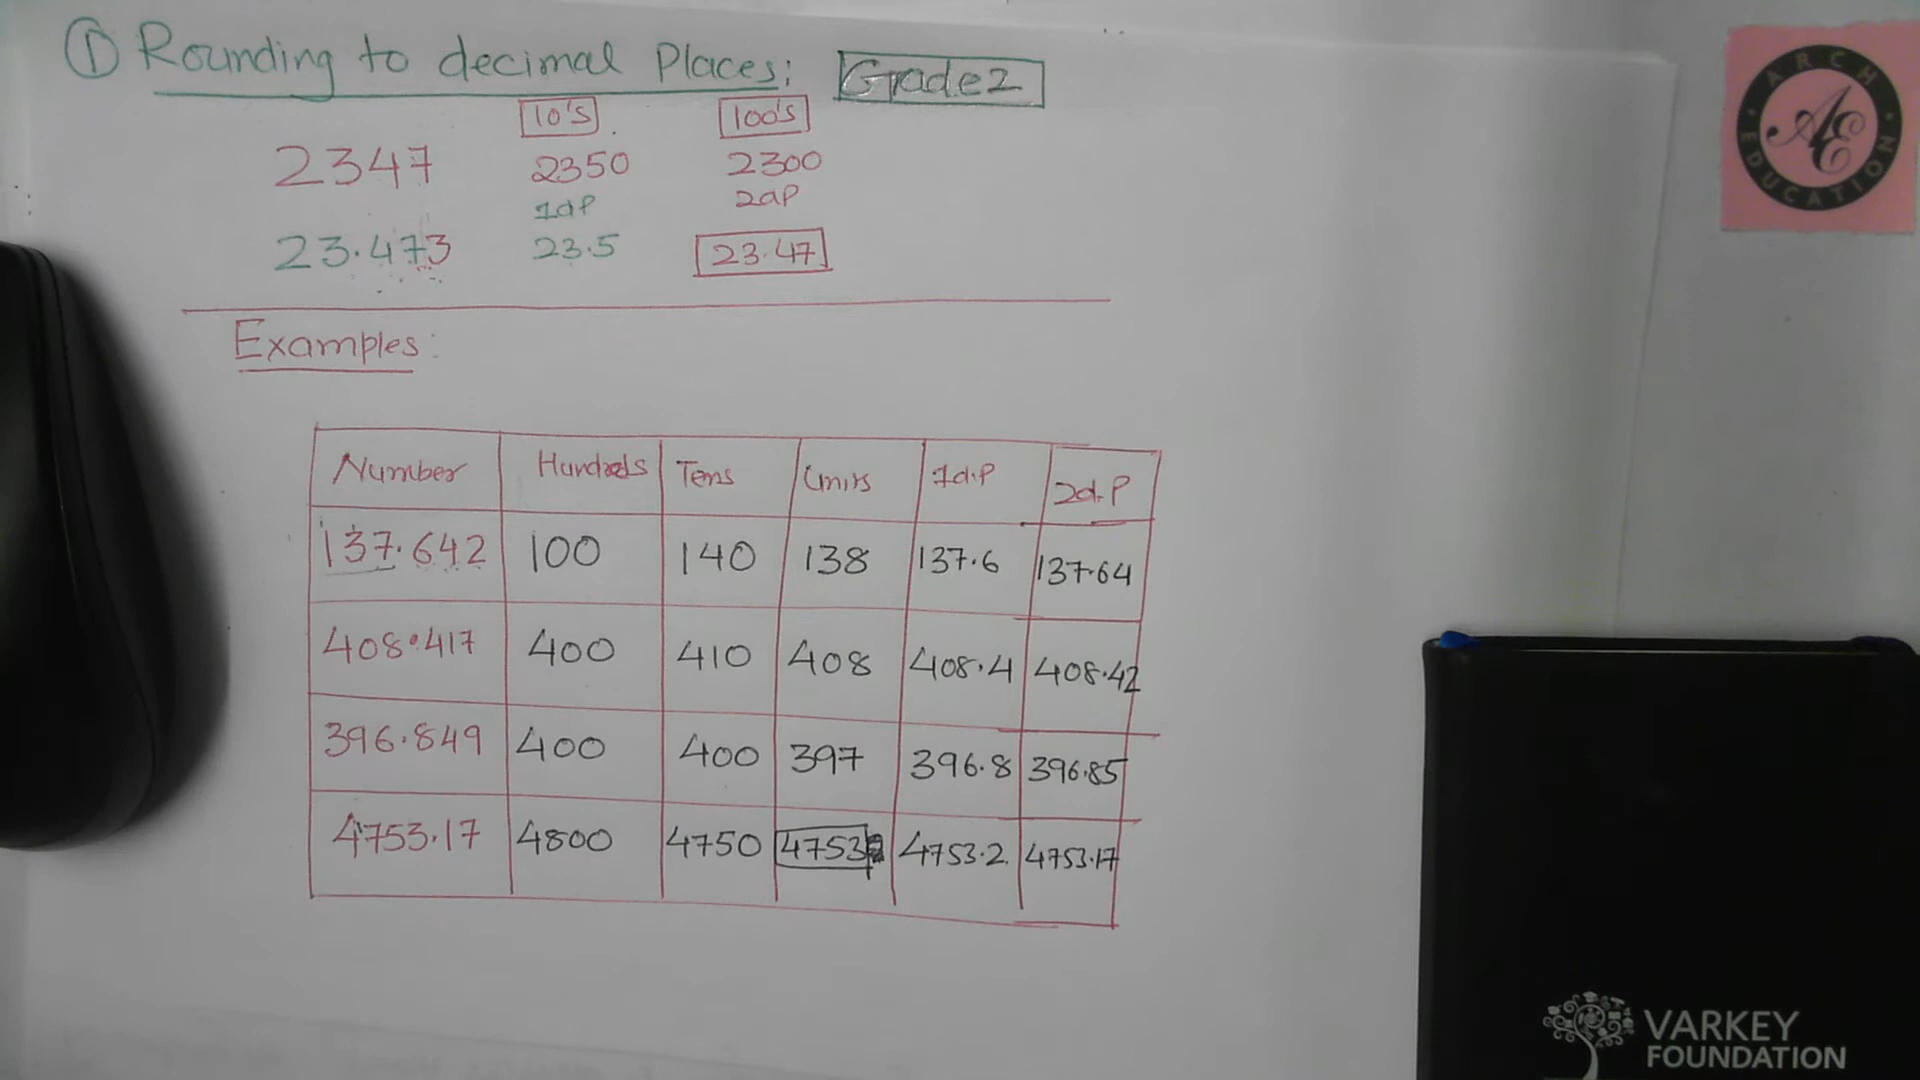 ① Rounding to decimal Places: Grade 2
10's 100's
2347 2350 2300
1dP 2dP
23.473 23.5 23.47
Examples:
Number Hundreds Tens Units 1d.P 2d.P
137.642 100 140 138 137.6 137.64
408.417 400 410 408 408.4 408.42
396.849 400 400 397 396.8 396.85
4753.17 4800 4750 4753 4753.2 4753.17
ARCH
AE
EDUCATION
VARKEY
FOUNDATION